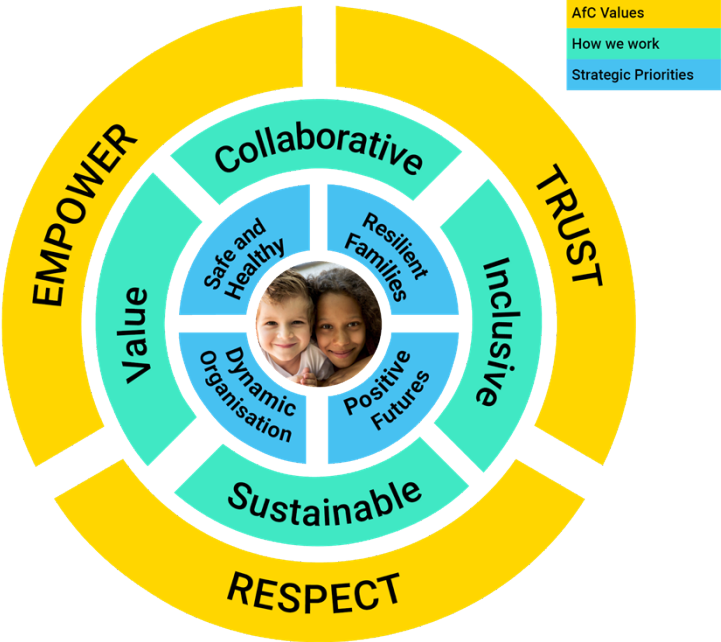 AfC Values
How we work
Strategic Priorities
EMPOWER
TRUST
RESPECT
Collaborative
Value
Inclusive
Sustainable
Safe and
Healthy
Resilient
Families
Dynamic
Organisation
Positive
Futures